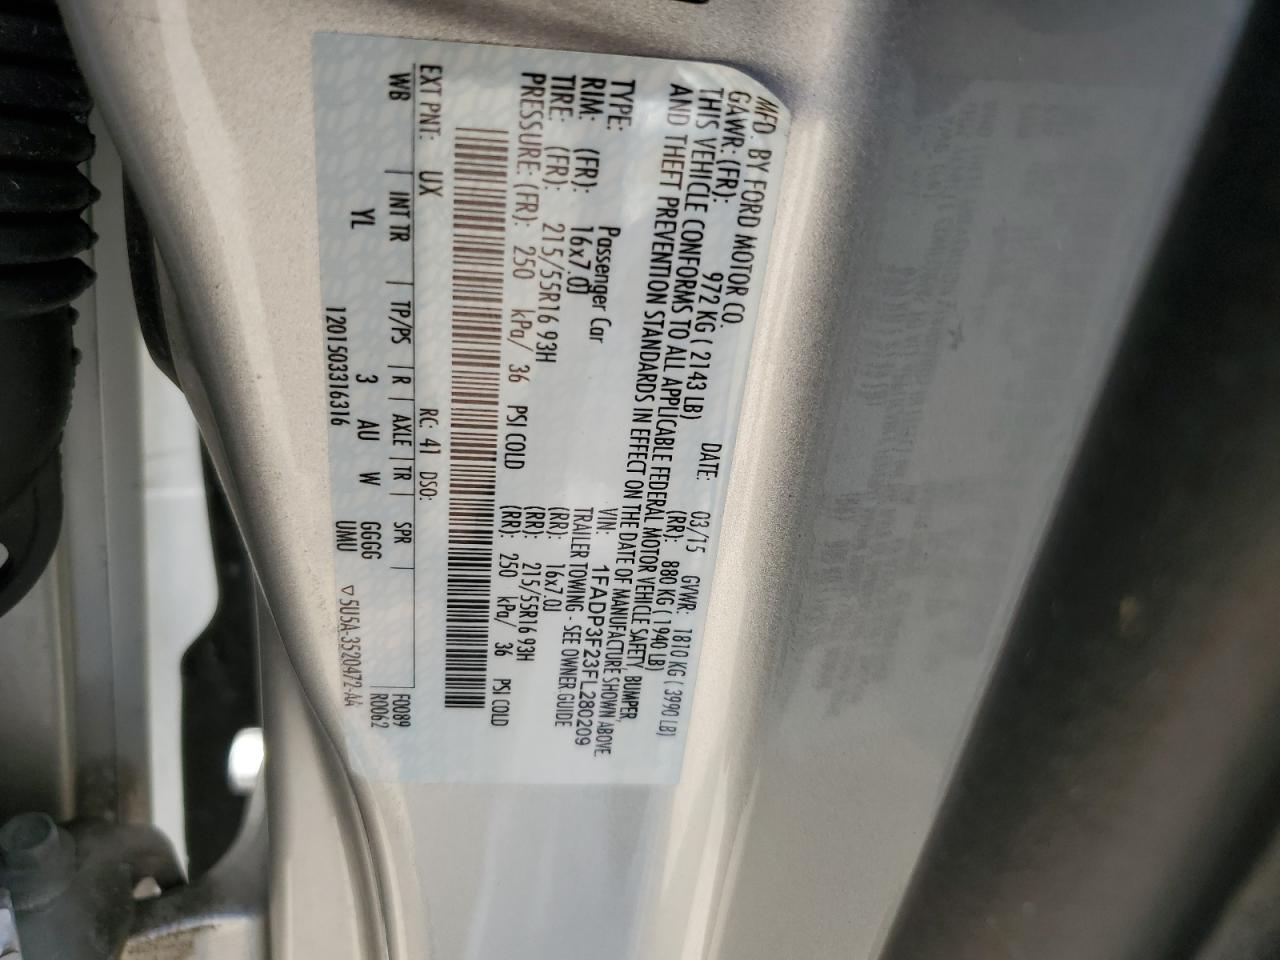 MFD. BY FORD MOTOR CO.
DATE: 03/15 GVWR: 1810 KG ( 3990 LB)
GAWR: (FR): 972 KG ( 2143 LB) (RR): 880 KG ( 1940 LB)
THIS VEHICLE CONFORMS TO ALL APPLICABLE FEDERAL MOTOR VEHICLE SAFETY, BUMPER,
AND THEFT PREVENTION STANDARDS IN EFFECT ON THE DATE OF MANUFACTURE SHOWN ABOVE
VIN: 1FADP3F23FL280209
TYPE: Passenger Car TRAILER TOWING - SEE OWNER GUIDE
RIM: (FR): 16x7.0J (RR): 16x7.0J
TIRE: (FR): 215/55R16 93H (RR): 215/55R16 93H
PRESSURE: (FR): 250 kPa/ 36 PSI COLD (RR): 250 kPa/ 36 PSI COLD
EXT PNT: UX RC: 41 DSO:
WB | INT TR | TP/PS | R | AXLE | TR | SPR | F0089
YL 3 AU W GGGG R0062
UMU
1201503316316 ▽5U5A-3520472-AA